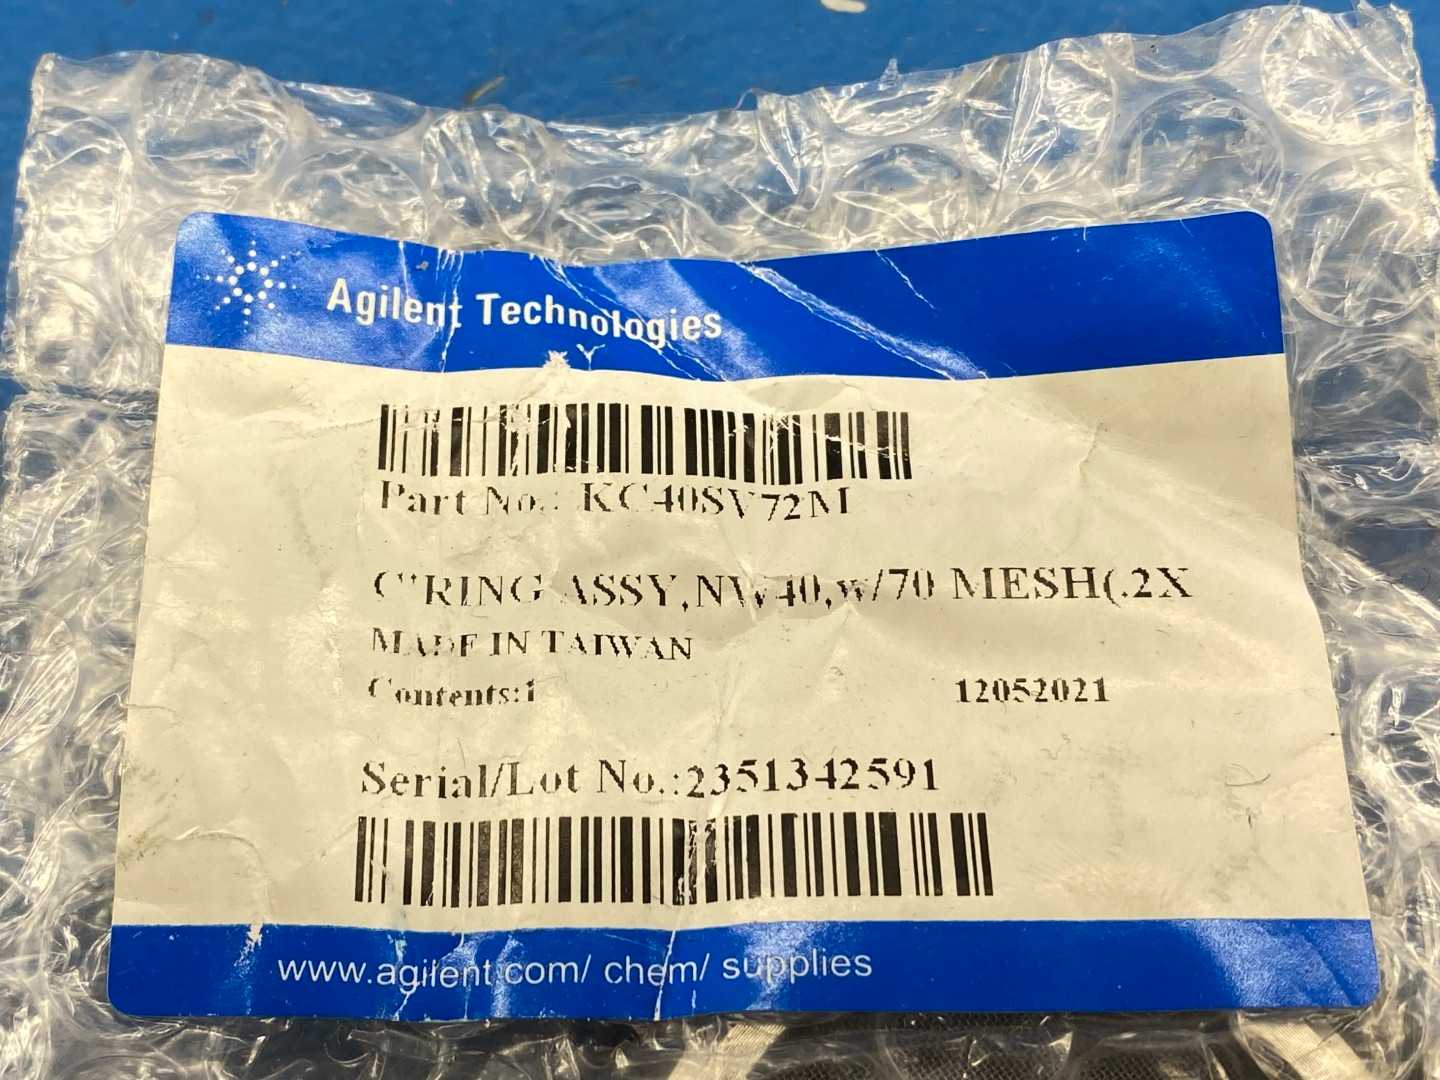 Agilent Technologies
Part No.: KC40SV72M
C'RING ASSY,NW40,w/70 MESH(.2X
MADE IN TAIWAN
Contents:1
12052021
Serial/Lot No.:2351342591
www.agilent.com/ chem/ supplies